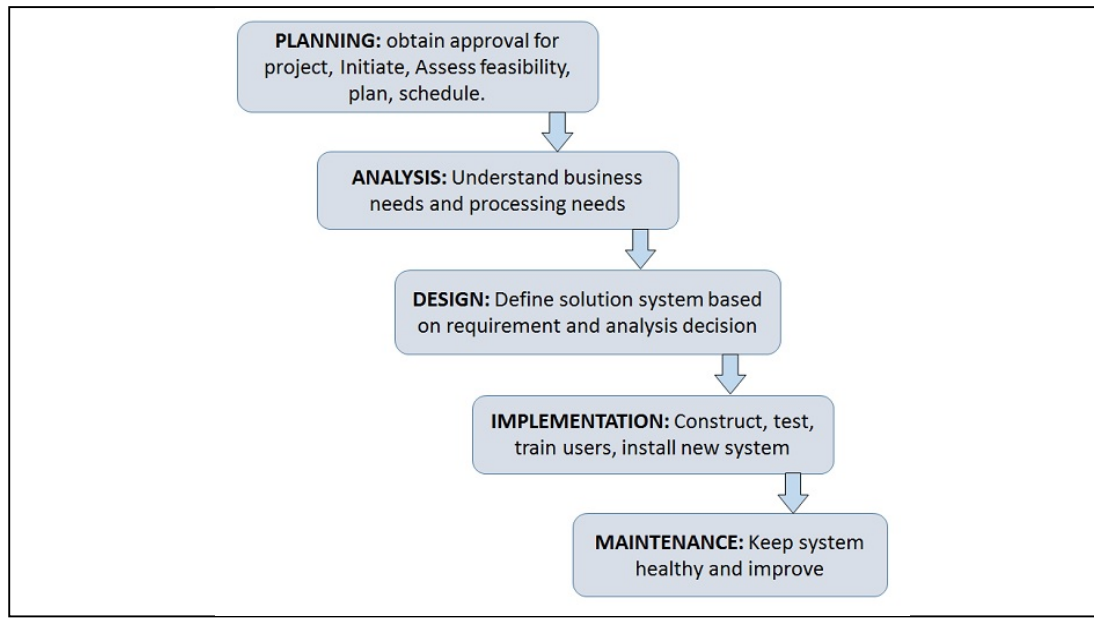 PLANNING: obtain approval for
project, Initiate, Assess feasibility,
plan, schedule.
ANALYSIS: Understand business
needs and processing needs
DESIGN: Define solution system based
on requirement and analysis decision
IMPLEMENTATION: Construct, test,
train users, install new system
MAINTENANCE: Keep system
healthy and improve